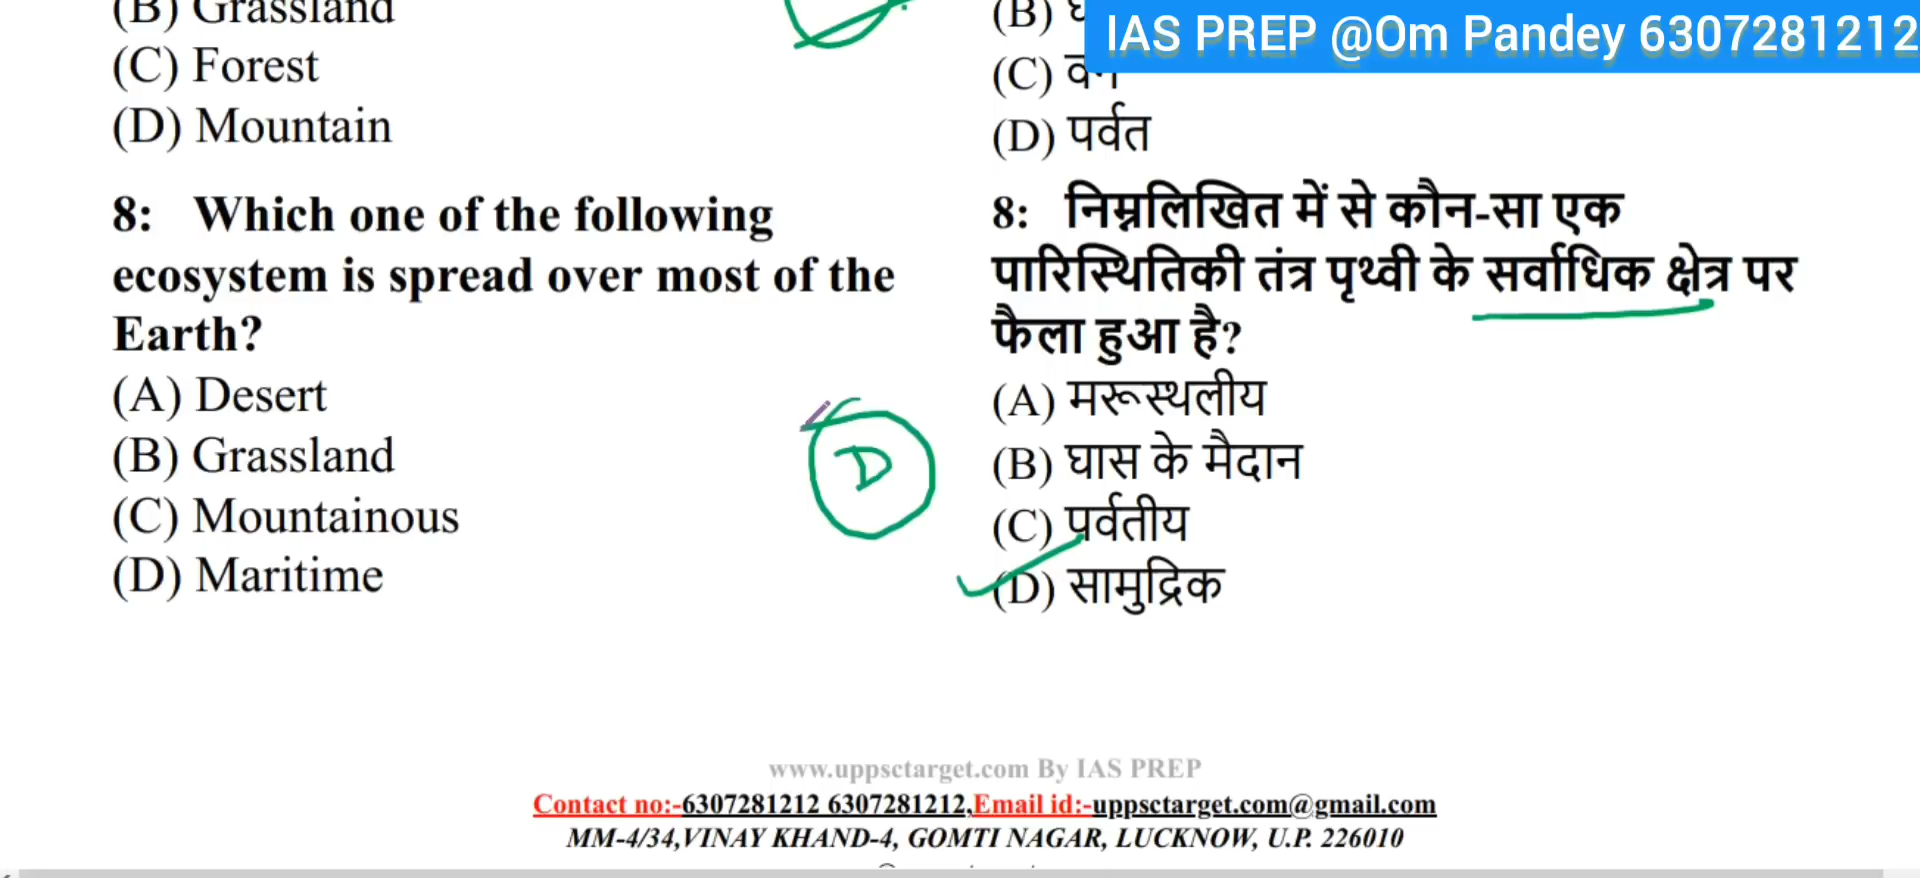 (B) Grassland
(C) Forest
(D) Mountain
8: Which one of the following
ecosystem is spread over most of the
Earth?
(A) Desert
(B) Grassland
(C) Mountainous
(D) Maritime
D
IAS PREP @Om Pandey 6307281212
(B)
(C) वन
(D) पर्वत
8: निम्नलिखित में से कौन-सा एक
पारिस्थितिकी तंत्र पृथ्वी के सर्वाधिक क्षेत्र पर
फैला हुआ है?
(A) मरूस्थलीय
(B) घास के मैदान
(C) पर्वतीय
(D) सामुद्रिक
www.uppsctarget.com By IAS PREP
Contact no:-6307281212 6307281212,Email id:-uppsctarget.com@gmail.com
MM-4/34,VINAY KHAND-4, GOMTI NAGAR, LUCKNOW, U.P. 226010